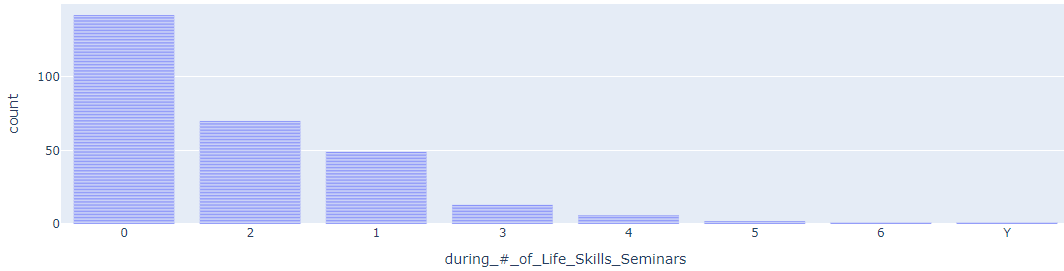 100
50
0
count
0 2 1 3 4 5 6 Y
during_#_of_Life_Skills_Seminars